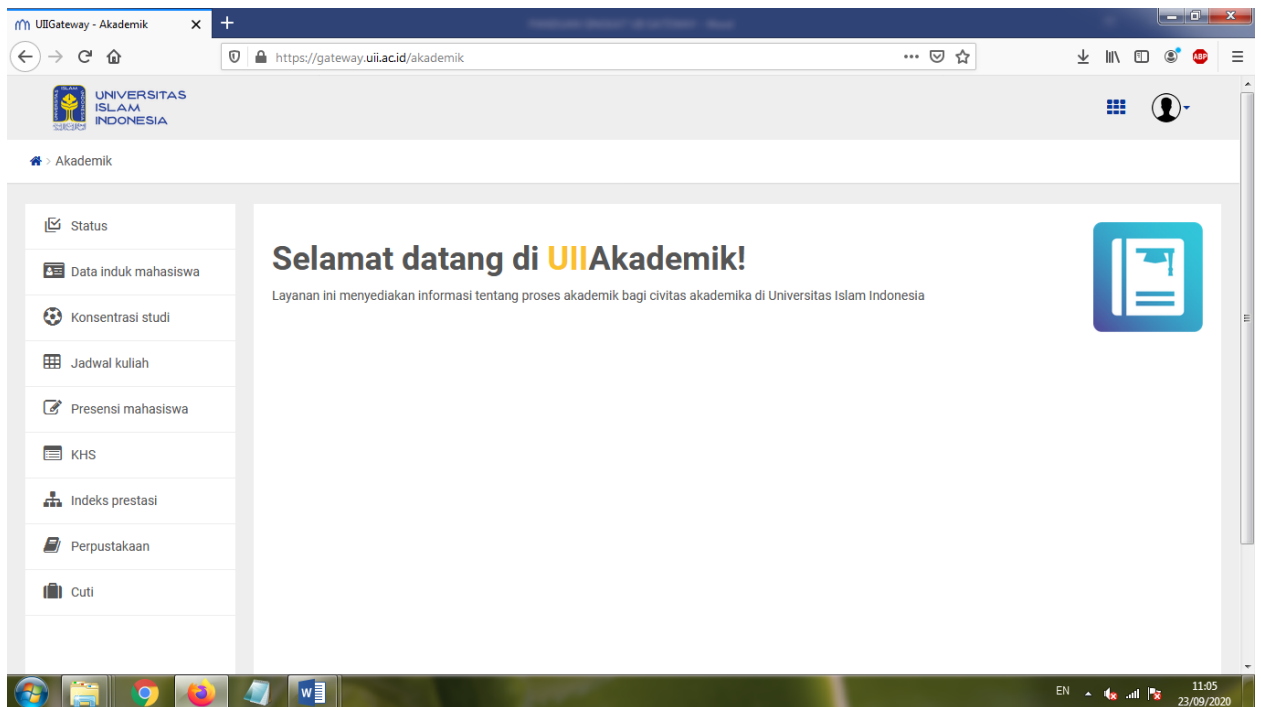 UIIGateway - Akademik
https://gateway.uii.ac.id/akademik
ABP
UNIVERSITAS
ISLAM
INDONESIA
> Akademik
Status
Data induk mahasiswa
Konsentrasi studi
Jadwal kuliah
Presensi mahasiswa
KHS
Indeks prestasi
Perpustakaan
Cuti
Selamat datang di UIIAkademik!
Layanan ini menyediakan informasi tentang proses akademik bagi civitas akademika di Universitas Islam Indonesia
W
EN
11:05
23/09/2020